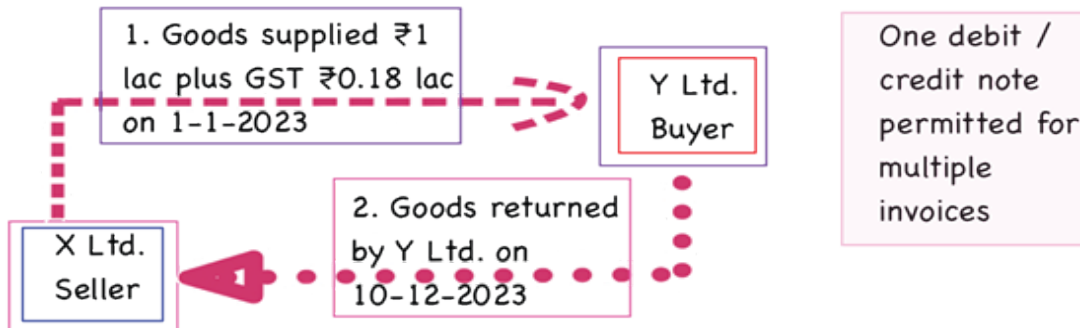 1. Goods supplied ₹1
lac plus GST ₹0.18 lac
on 1-1-2023
Y Ltd.
Buyer
One debit /
credit note
permitted for
multiple
invoices
2. Goods returned
by Y Ltd. on
10-12-2023
X Ltd.
Seller